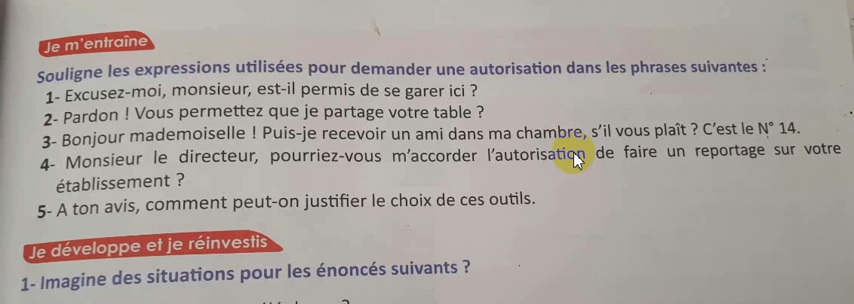 Je m'entraîne
Souligne les expressions utilisées pour demander une autorisation dans les phrases suivantes :
1- Excusez-moi, monsieur, est-il permis de se garer ici ?
2- Pardon ! Vous permettez que je partage votre table ?
3- Bonjour mademoiselle ! Puis-je recevoir un ami dans ma chambre, s'il vous plaît ? C'est le N° 14.
4- Monsieur le directeur, pourriez-vous m'accorder l'autorisation de faire un reportage sur votre
établissement ?
5- A ton avis, comment peut-on justifier le choix de ces outils.
Je développe et je réinvestis
1- Imagine des situations pour les énoncés suivants ?